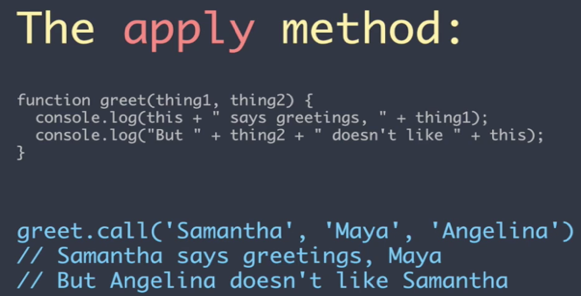 The apply method:
function greet(thing1, thing2) {
  console.log(this + " says greetings, " + thing1);
  console.log("But " + thing2 + " doesn't like " + this);
}
greet.call('Samantha', 'Maya', 'Angelina')
// Samantha says greetings, Maya
// But Angelina doesn't like Samantha